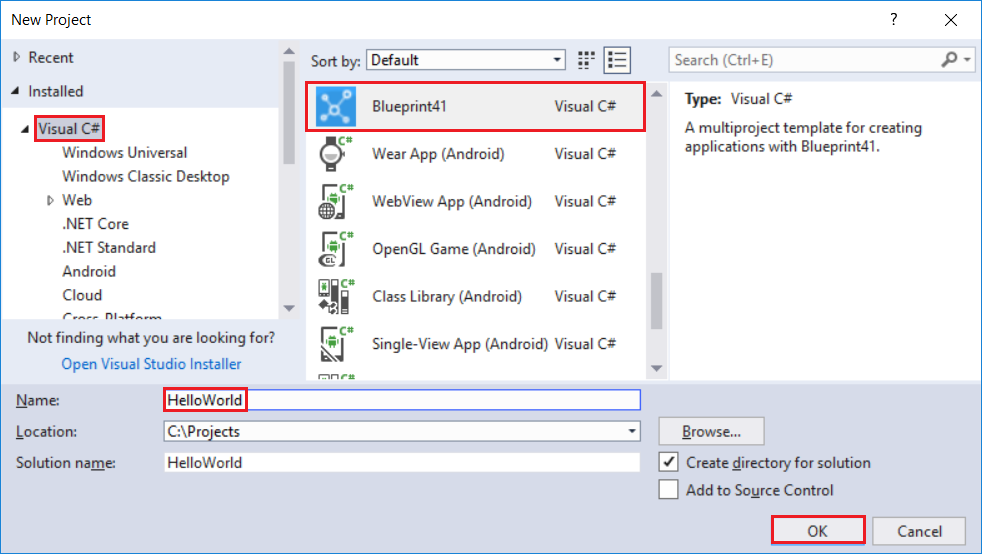 New Project
?
Recent
Installed
Visual C#
Windows Universal
Windows Classic Desktop
Web
.NET Core
.NET Standard
Android
Cloud
Cross-Platform
Not finding what you are looking for?
Open Visual Studio Installer
Sort by: Default
Blueprint41 Visual C#
C# Wear App (Android) Visual C#
C# WebView App (Android) Visual C#
C# GL OpenGL Game (Android) Visual C#
C# Class Library (Android) Visual C#
C# Single-View App (Android) Visual C#
C#
Search (Ctrl+E)
Type: Visual C#
A multiproject template for creating
applications with Blueprint41.
Name: HelloWorld
Location: C:\Projects Browse...
Solution name: HelloWorld
Create directory for solution
Add to Source Control
OK Cancel